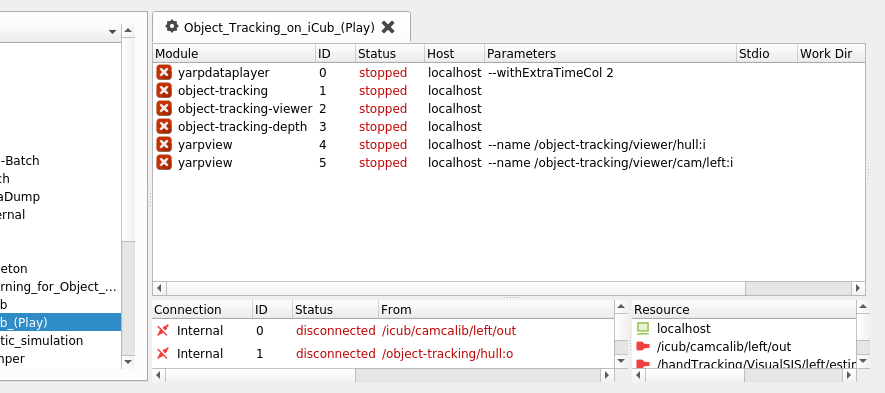 Object_Tracking_on_iCub_(Play)
Module ID Status Host Parameters Stdio Work Dir
yarpdataplayer 0 stopped localhost --withExtraTimeCol 2
object-tracking 1 stopped localhost
object-tracking-viewer 2 stopped localhost
object-tracking-depth 3 stopped localhost
yarpview 4 stopped localhost --name /object-tracking/viewer/hull:i
yarpview 5 stopped localhost --name /object-tracking/viewer/cam/left:i
-Batch
ch
aDump
ernal
eton
rning_for_Object_...
b
b_(Play)
tic_simulation
mper
Connection ID Status From
Internal 0 disconnected /icub/camcalib/left/out
Internal 1 disconnected /object-tracking/hull:o
Resource
localhost
/icub/camcalib/left/out
/handTracking/VisualSIS/left/estin